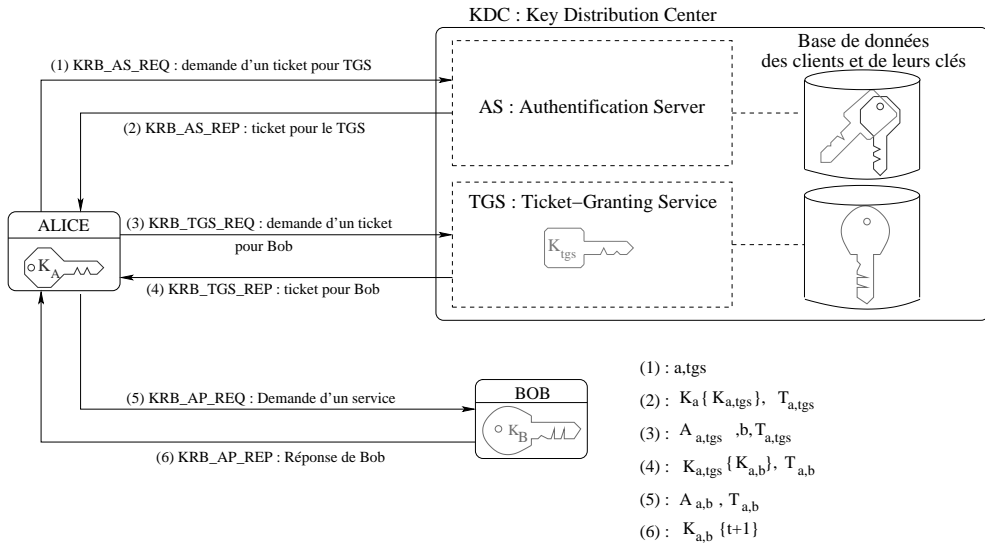 KDC : Key Distribution Center
Base de données
des clients et de leurs clés
(1) KRB_AS_REQ : demande d'un ticket pour TGS
AS : Authentification Server
(2) KRB_AS_REP : ticket pour le TGS
TGS : Ticket−Granting Service
K_tgs
ALICE
K_A
(3) KRB_TGS_REQ : demande d'un ticket
pour Bob
(4) KRB_TGS_REP : ticket pour Bob
(5) KRB_AP_REQ : Demande d'un service
BOB
K_B
(6) KRB_AP_REP : Réponse de Bob
(1) : a,tgs
(2) : K_a { K_a,tgs }, T_a,tgs
(3) : A_a,tgs , b, T_a,tgs
(4) : K_a,tgs { K_a,b }, T_a,b
(5) : A_a,b , T_a,b
(6) : K_a,b {t+1}